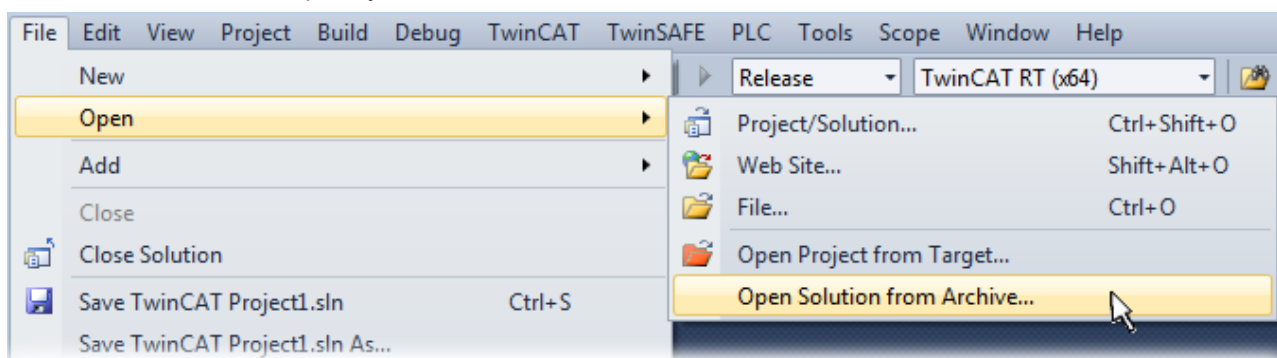 File Edit View Project Build Debug TwinCAT TwinSAFE PLC Tools Scope Window Help
New Release TwinCAT RT (x64)
Open Project/Solution... Ctrl+Shift+O
Add Web Site... Shift+Alt+O
Close File... Ctrl+O
Close Solution Open Project from Target...
Save TwinCAT Project1.sln Ctrl+S Open Solution from Archive...
Save TwinCAT Project1.sln As...